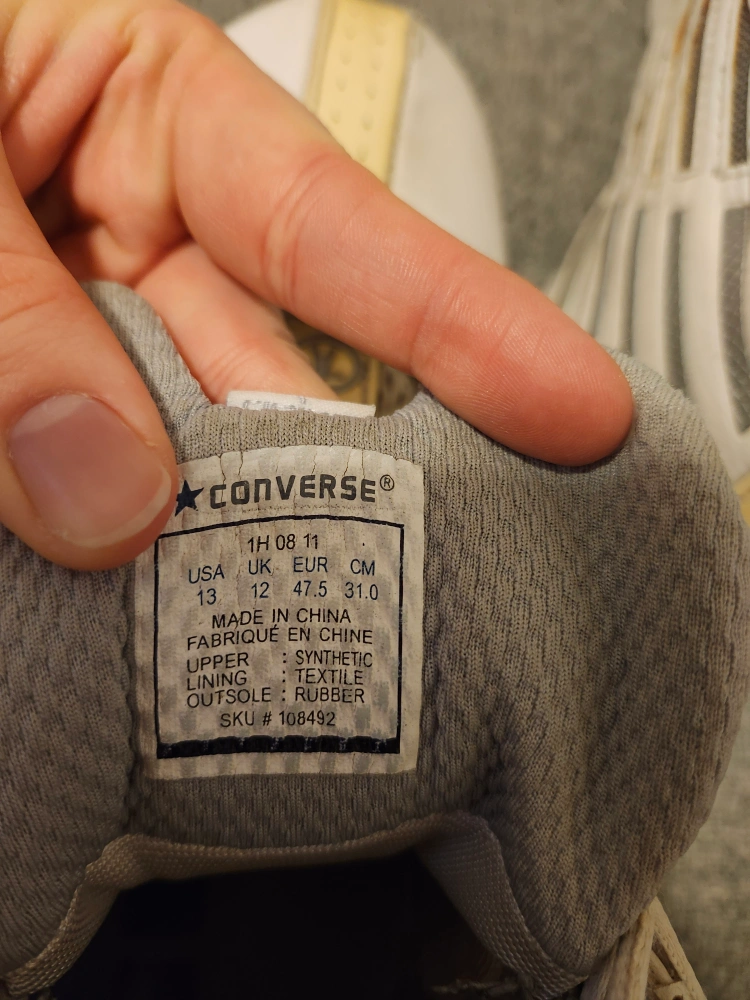 CONVERSE®
1H 08 11
USA UK EUR CM
13 12 47.5 31.0
MADE IN CHINA
FABRIQUÉ EN CHINE
UPPER : SYNTHETIC
LINING : TEXTILE
OUTSOLE : RUBBER
SKU # 108492